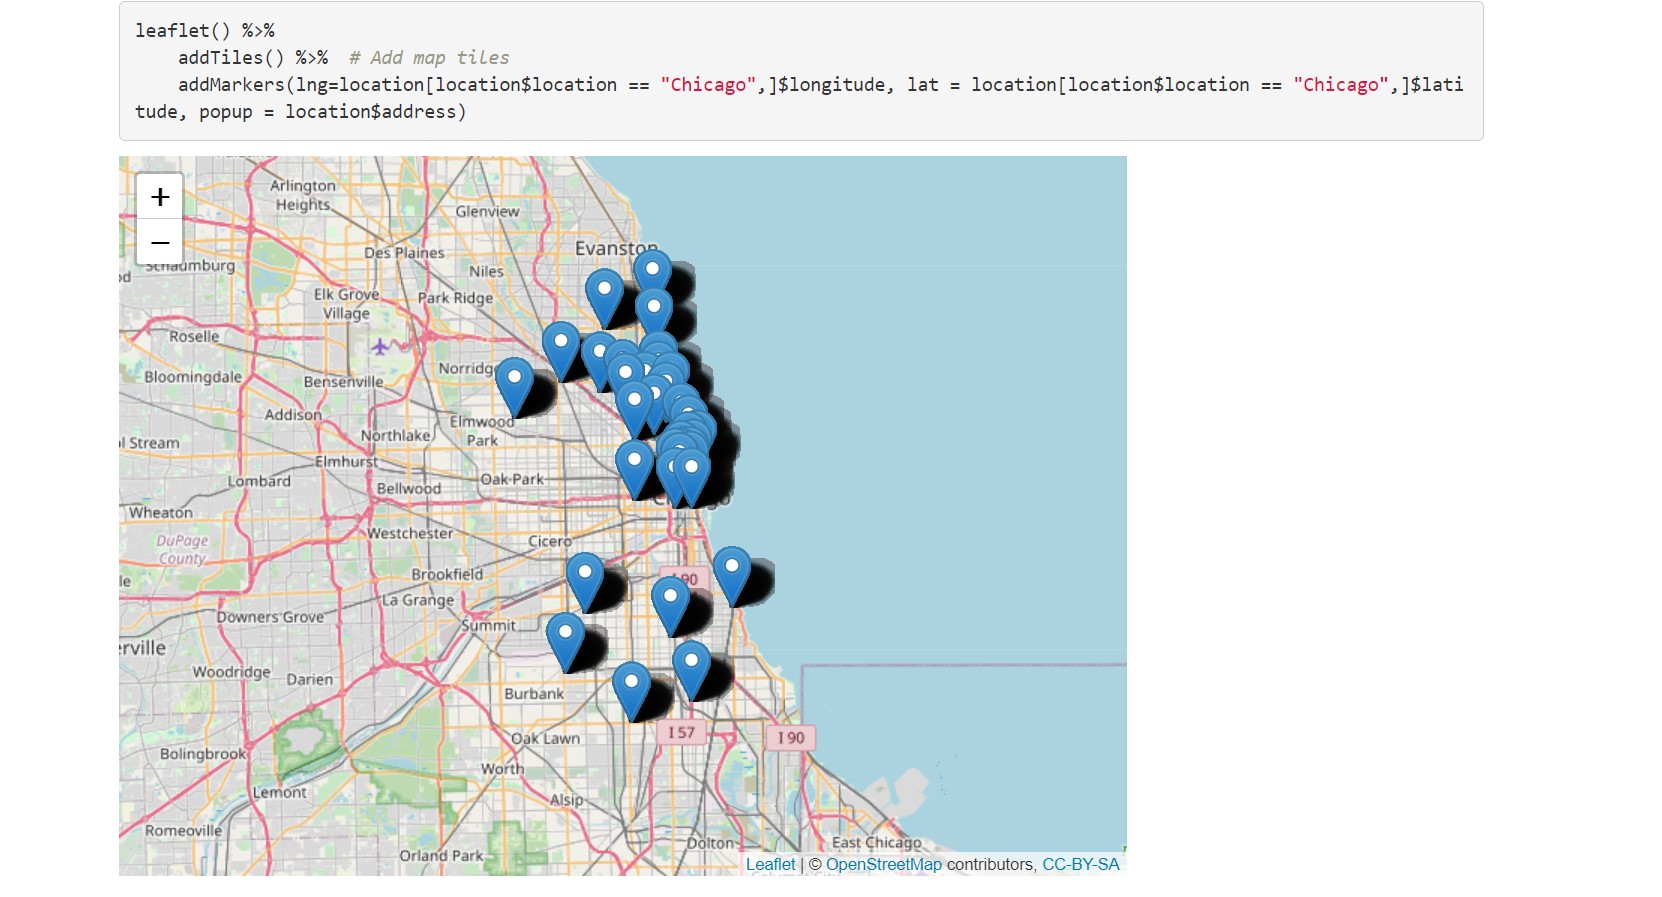 leaflet() %>%
addTiles() %>%  # Add map tiles
addMarkers(lng=location[location$location == "Chicago",]$longitude, lat = location[location$location == "Chicago",]$lati
tude, popup = location$address)
+
−
Arlington
Heights
Glenview
Evanston
Des Plaines
Schaumburg
Niles
Elk Grove
Village
Park Ridge
Roselle
Norridge
Bloomingdale
Bensenville
Addison
Elmwood
Park
Northlake
l Stream
Elmhurst
Lombard
Oak Park
Bellwood
Wheaton
Westchester
DuPage
County
Cicero
Brookfield
I 90
La Grange
Downers Grove
Summit
erville
Woodridge
Darien
Burbank
I 57
I 90
Oak Lawn
Bolingbrook
Worth
Lemont
Alsip
Romeoville
Dolton
East Chicago
Orland Park
Leaflet | © OpenStreetMap contributors, CC-BY-SA